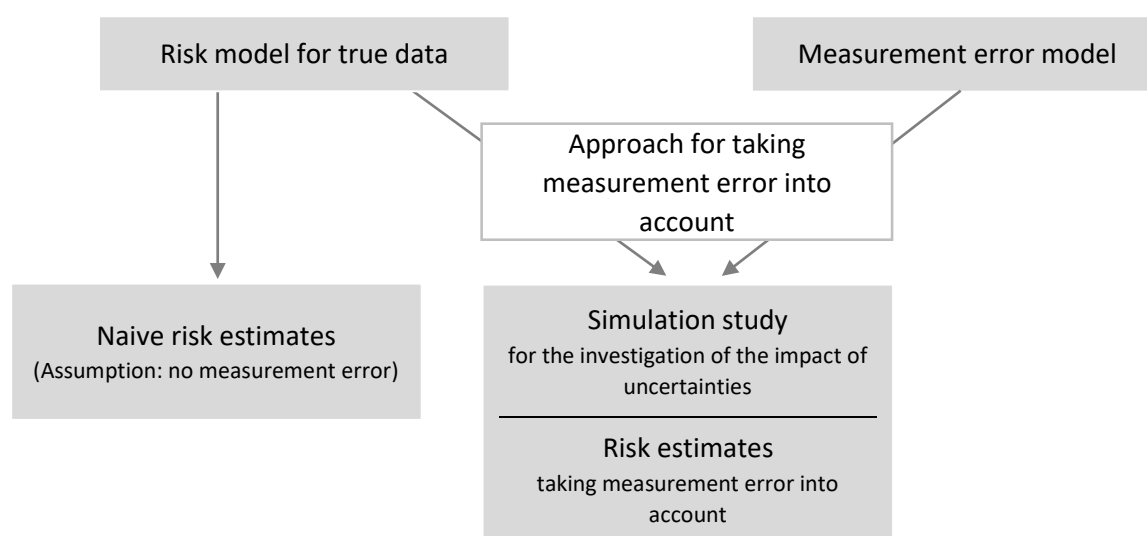 Risk model for true data
Measurement error model
Approach for taking
measurement error into
account
Naive risk estimates
(Assumption: no measurement error)
Simulation study
for the investigation of the impact of
uncertainties
Risk estimates
taking measurement error into
account